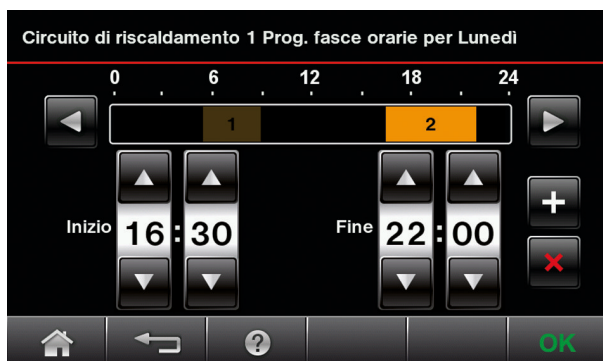 Circuito di riscaldamento 1 Prog. fasce orarie per Lunedì
0 6 12 18 24
1 2
Inizio 16:30 Fine 22:00
?
OK